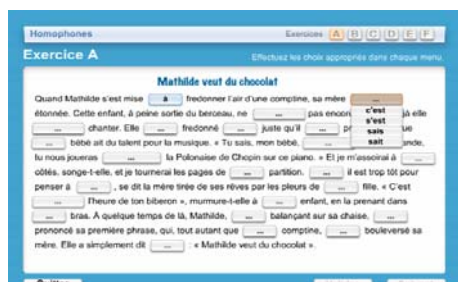 Homophones Exercices A B C D E F
Exercice A Effectuez les choix appropriés dans chaque menu.
Mathilde veut du chocolat
Quand Mathilde s'est mise à fredonner l'air d'une comptine, sa mère ...
étonnée. Cette enfant, à peine sortie du berceau, ne ... pas encore jà elle
... chanter. Elle ... fredonné ... juste qu'il ... pr ue
... bébé ait du talent pour la musique. « Tu sais, mon bébé, ande,
c'est
s'est
sais
sait
tu nous joueras ... la Polonaise de Chopin sur ce piano. » Et je m'assoirai à ...
côtés, songe-t-elle, et je tournerai les pages de ... partition. ... il est trop tôt pour
penser à ... , se dit la mère tirée de ses rêves par les pleurs de ... fille. « C'est
... l'heure de ton biberon », murmure-t-elle à ... enfant, en la prenant dans
... bras. À quelque temps de là, Mathilde, ... balançant sur sa chaise, ...
prononcé sa première phrase, qui, tout autant que ... comptine, ... bouleversé sa
mère. Elle a simplement dit ... : « Mathilde veut du chocolat ».